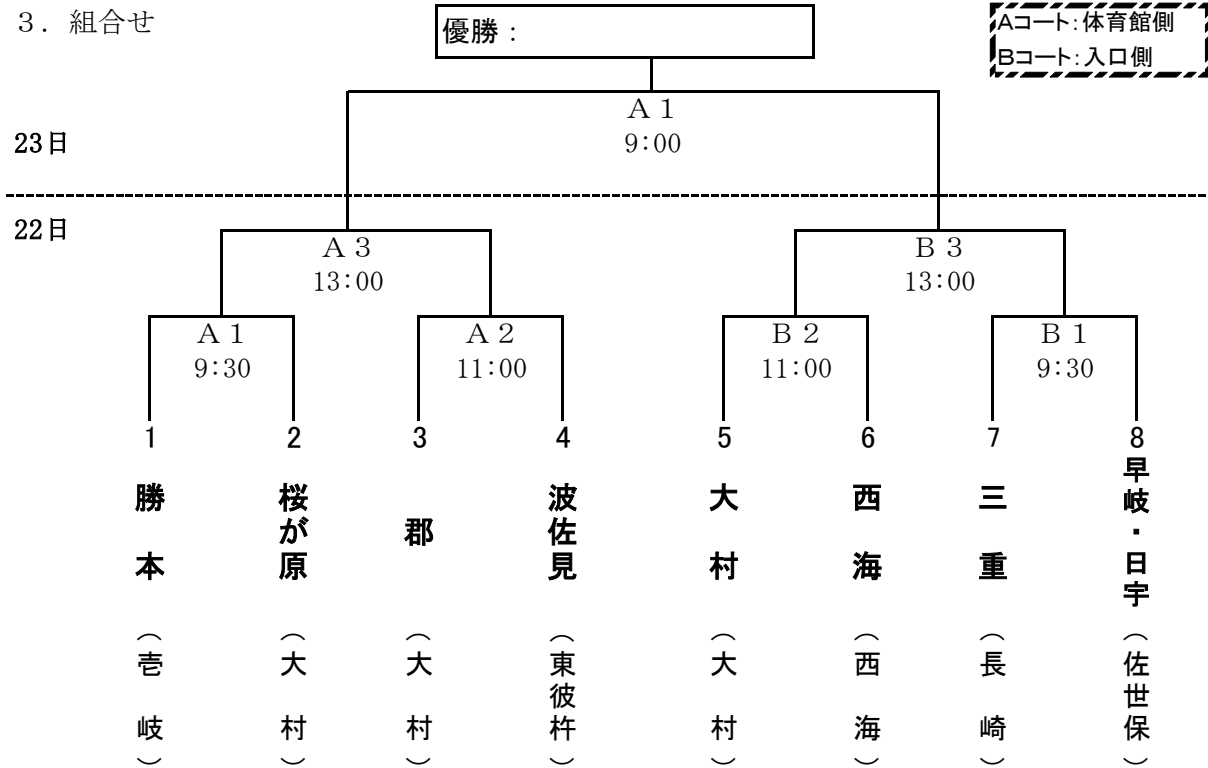 ３．組合せ
優勝：
Aコート：体育館側
Bコート：入口側
Ａ１
9：00
23日
22日
Ａ３
13：00
Ｂ３
13：00
Ａ１
9：30
Ａ２
11：00
Ｂ２
11：00
Ｂ１
9：30
1
2
3
4
5
6
7
8
勝本
桜が原
郡
波佐見
大村
西海
三重
早岐・日宇
（壱岐）
（大村）
（大村）
（東彼杵）
（大村）
（西海）
（長崎）
（佐世保）